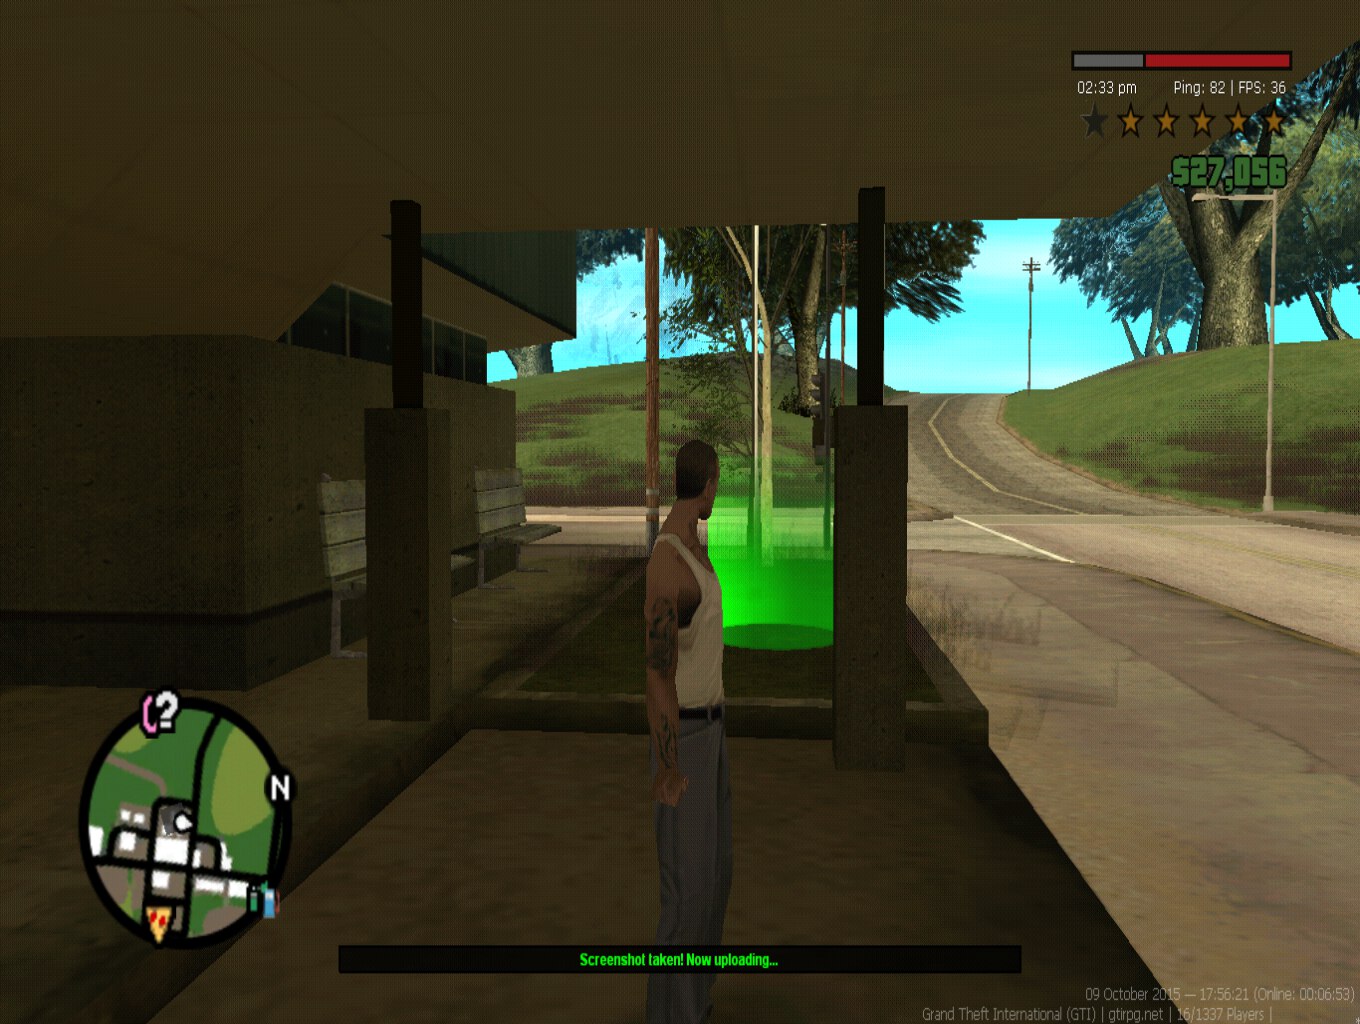 02:33 pm Ping: 82 | FPS: 36
$27,056
?
N
Screenshot taken! Now uploading...
09 October 2015 — 17:56:21 (Online: 00:06:53)
Grand Theft International (GTI) | gtirpg.net | 16/1337 Players |